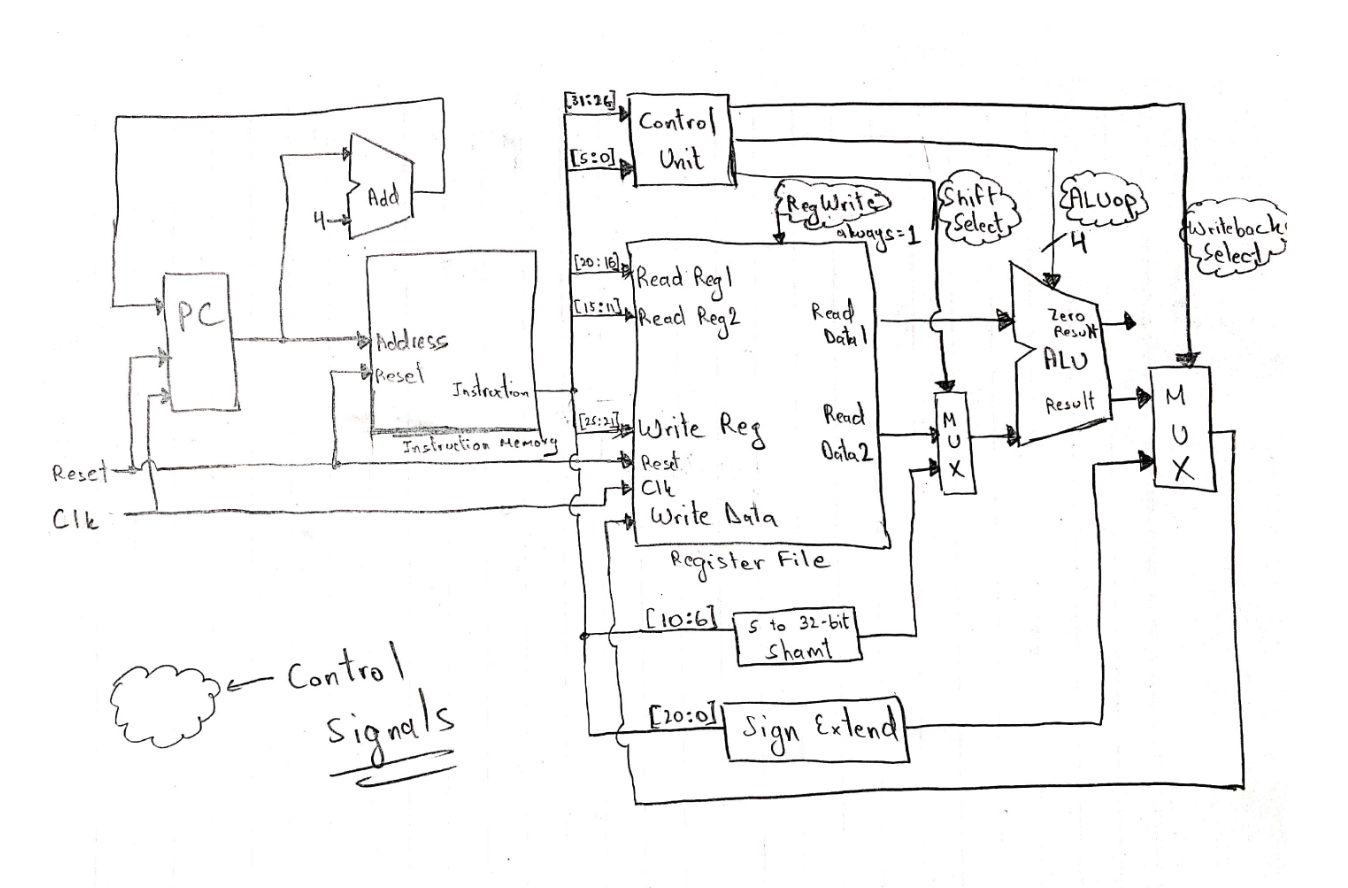 [31:26]
Control
Unit
[5:0]
RegWrite
always=1
Shift
Select
ALUop
4
Writeback
Select
Add
4
PC
Address
Reset
Instruction
Instruction Memory
[20:16]
Read Reg1
[15:11]
Read Reg2
Read
Data1
[25:21]
Write Reg
Read
Data2
Reset
Clk
Write Data
Register File
MUX
Zero
Result
ALU
Result
MUX
Reset
Clk
[10:6]
5 to 32-bit
Shamt
[20:0]
Sign Extend
Control
Signals